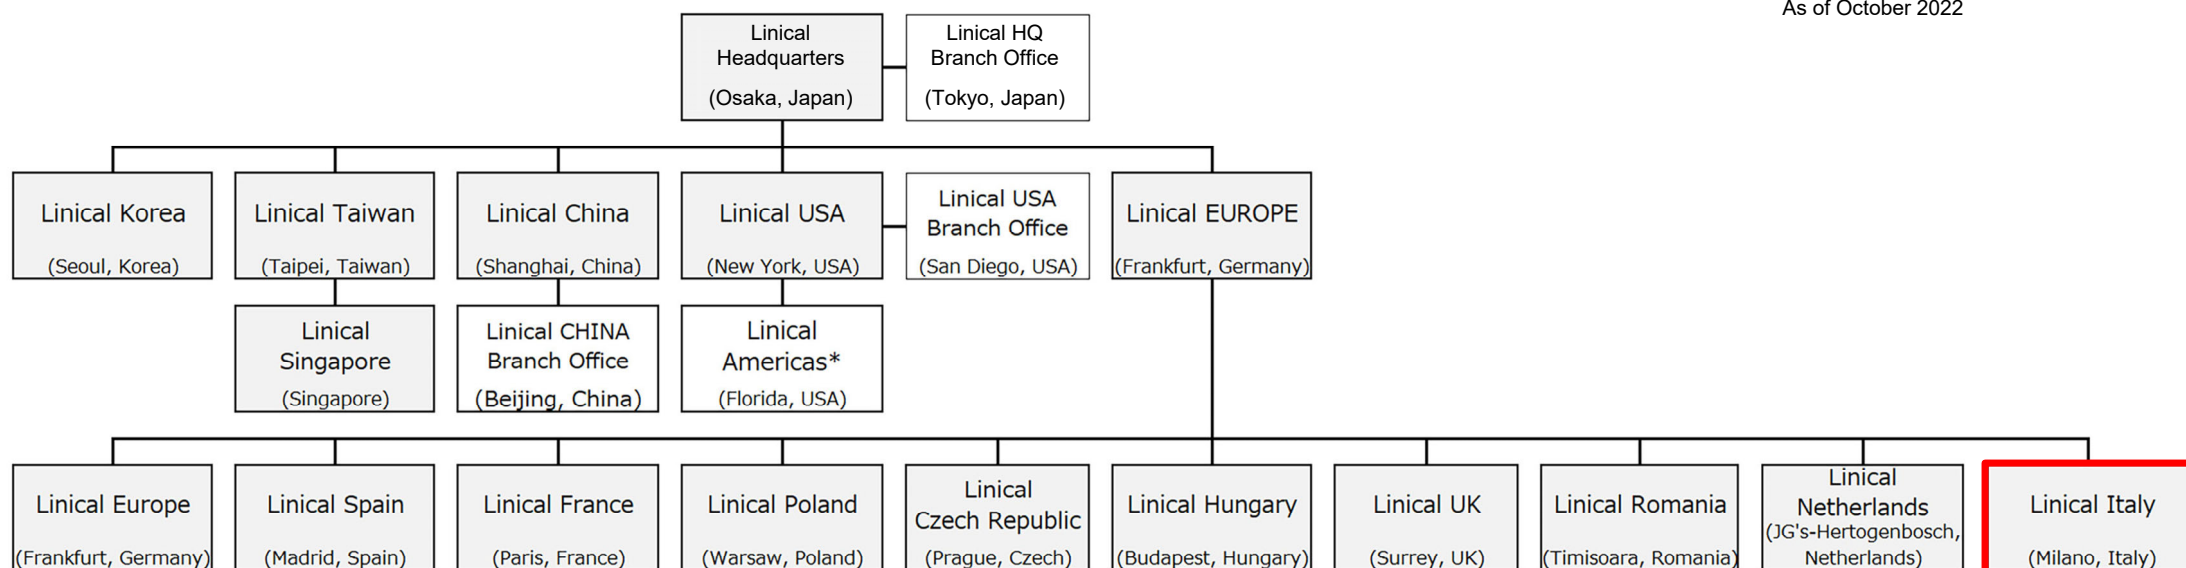 As of October 2022
Linical
Headquarters
(Osaka, Japan)
Linical HQ
Branch Office
(Tokyo, Japan)
Linical Korea
(Seoul, Korea)
Linical Taiwan
(Taipei, Taiwan)
Linical China
(Shanghai, China)
Linical USA
(New York, USA)
Linical USA
Branch Office
(San Diego, USA)
Linical EUROPE
(Frankfurt, Germany)
Linical
Singapore
(Singapore)
Linical CHINA
Branch Office
(Beijing, China)
Linical
Americas*
(Florida, USA)
Linical Europe
(Frankfurt, Germany)
Linical Spain
(Madrid, Spain)
Linical France
(Paris, France)
Linical Poland
(Warsaw, Poland)
Linical
Czech Republic
(Prague, Czech)
Linical Hungary
(Budapest, Hungary)
Linical UK
(Surrey, UK)
Linical Romania
(Timisoara, Romania)
Linical
Netherlands
(JG's-Hertogenbosch,
Netherlands)
Linical Italy
(Milano, Italy)